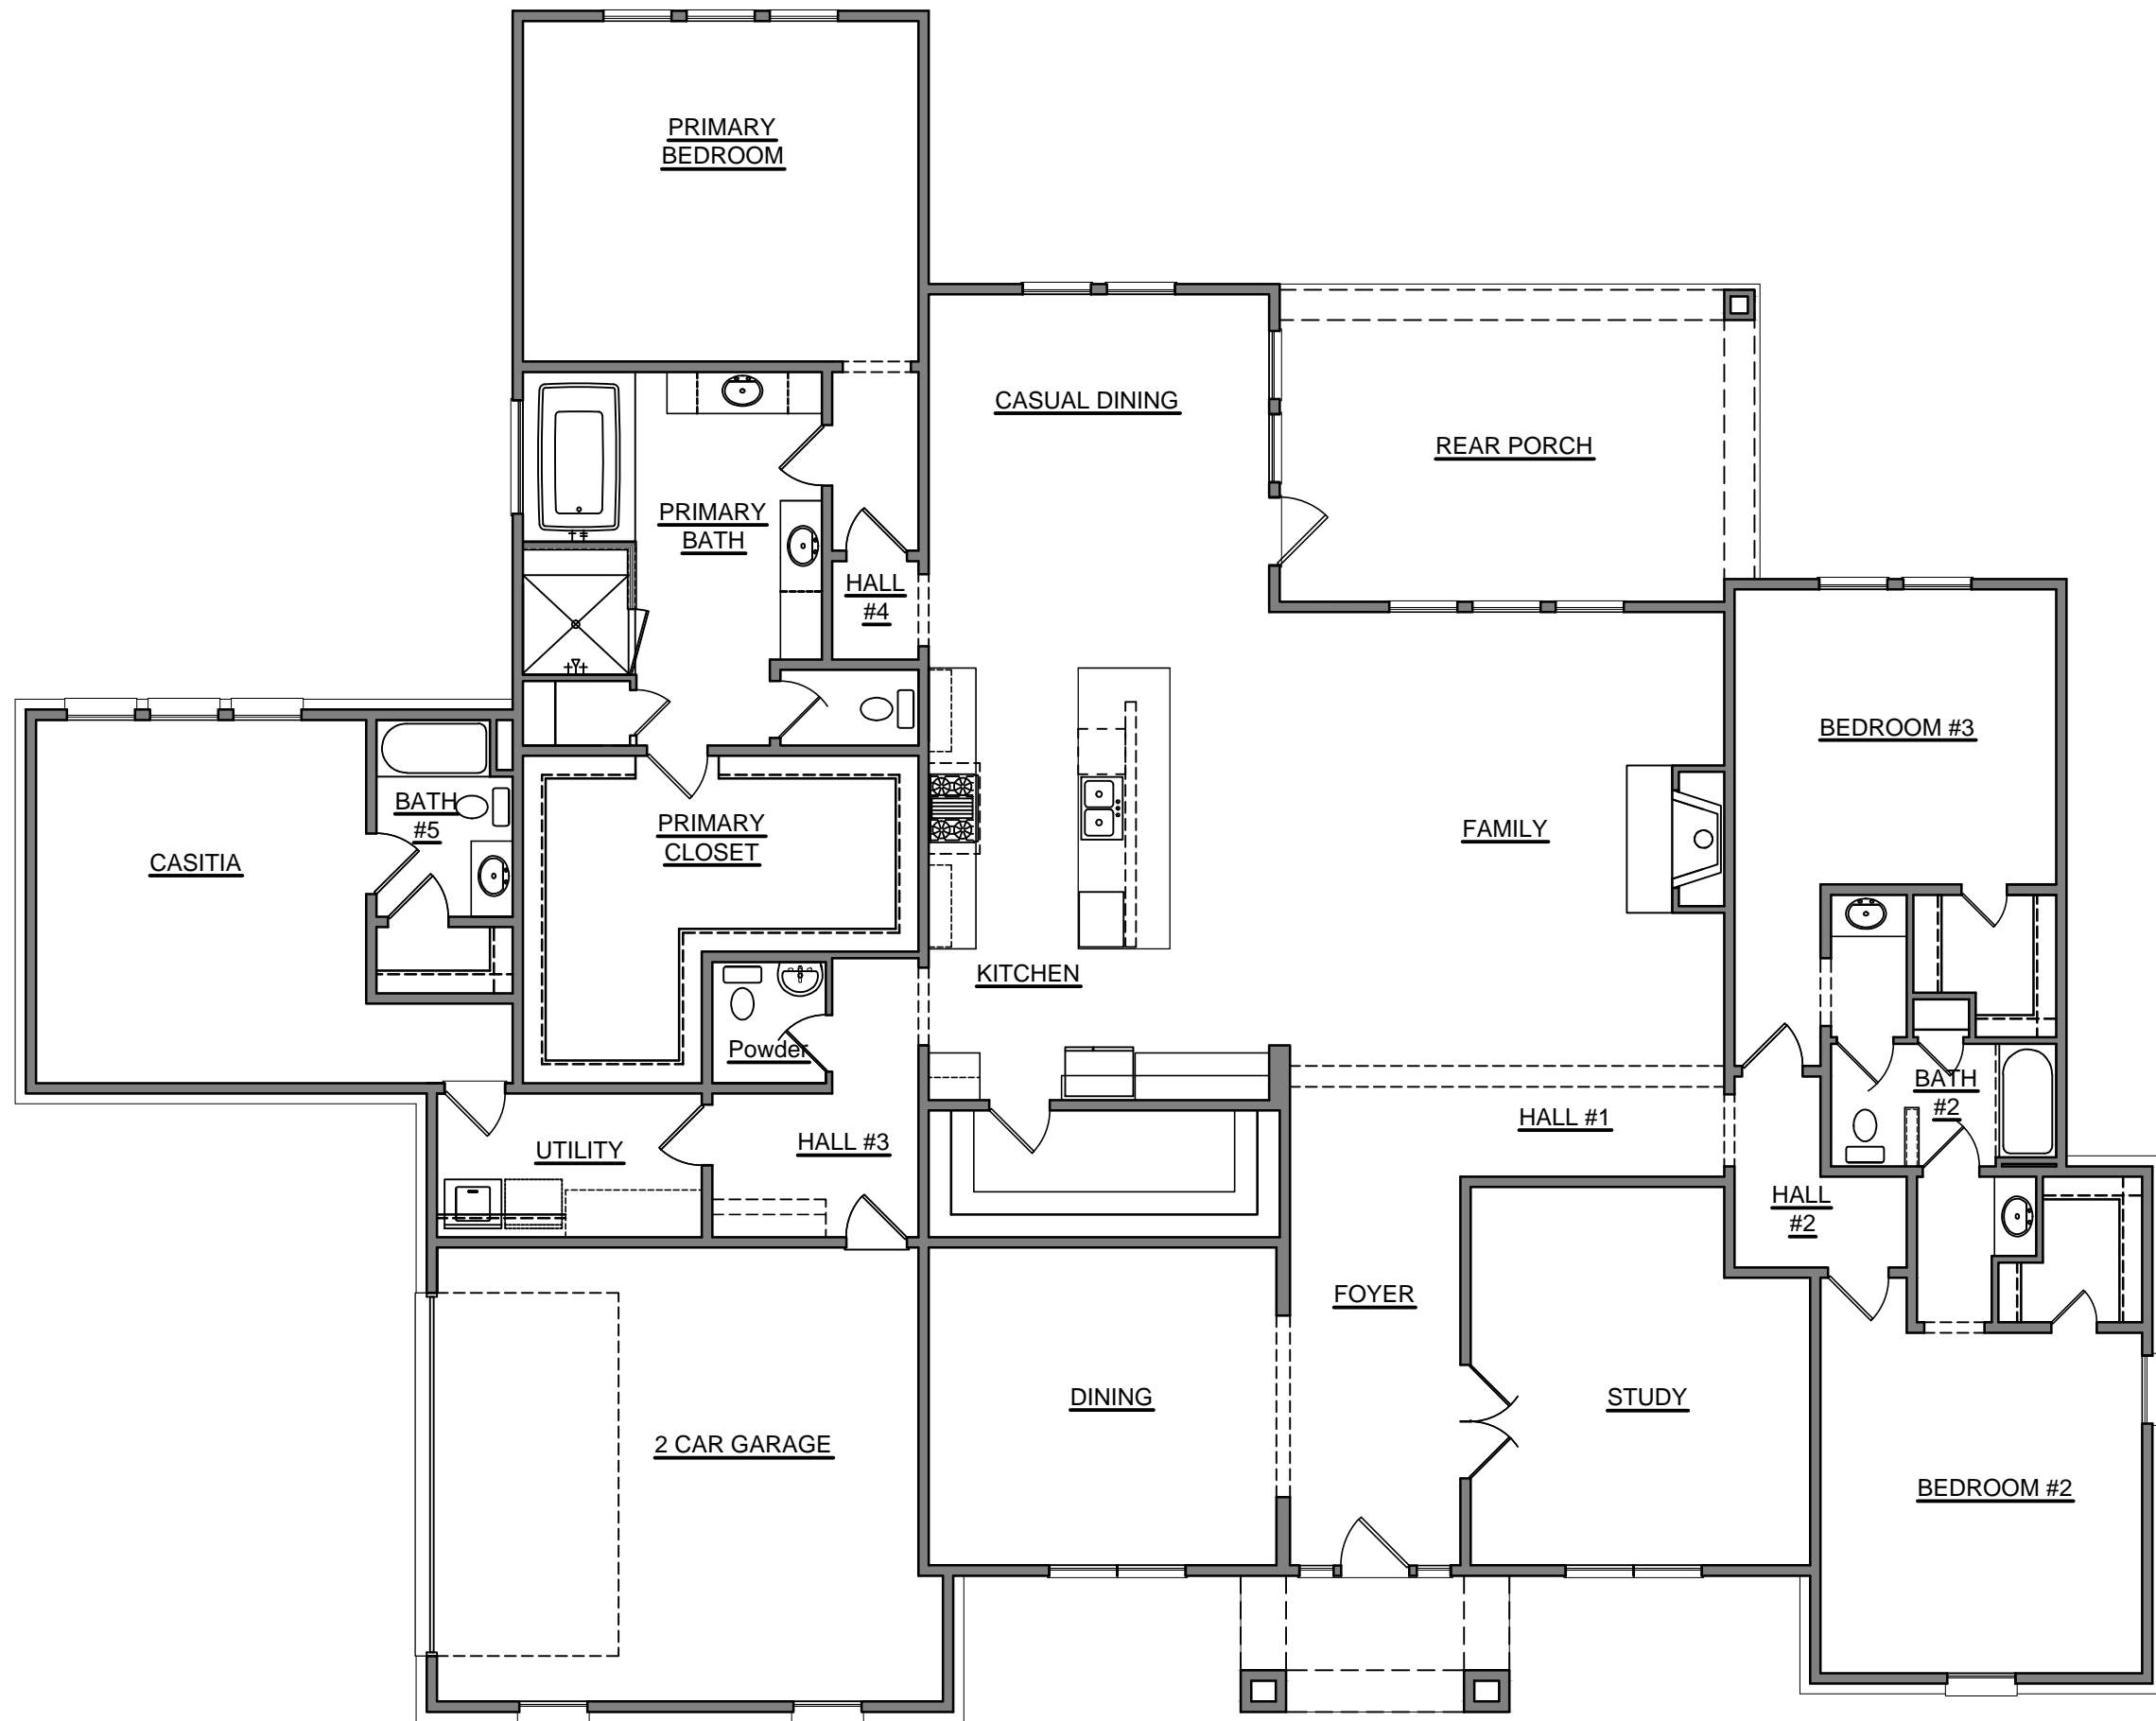 PRIMARY
BEDROOM
CASUAL DINING
REAR PORCH
PRIMARY
BATH
HALL
#4
BEDROOM #3
BATH
#5
PRIMARY
CLOSET
FAMILY
CASITIA
KITCHEN
Powder
BATH
#2
HALL #1
HALL #3
UTILITY
HALL
#2
FOYER
DINING
STUDY
2 CAR GARAGE
BEDROOM #2